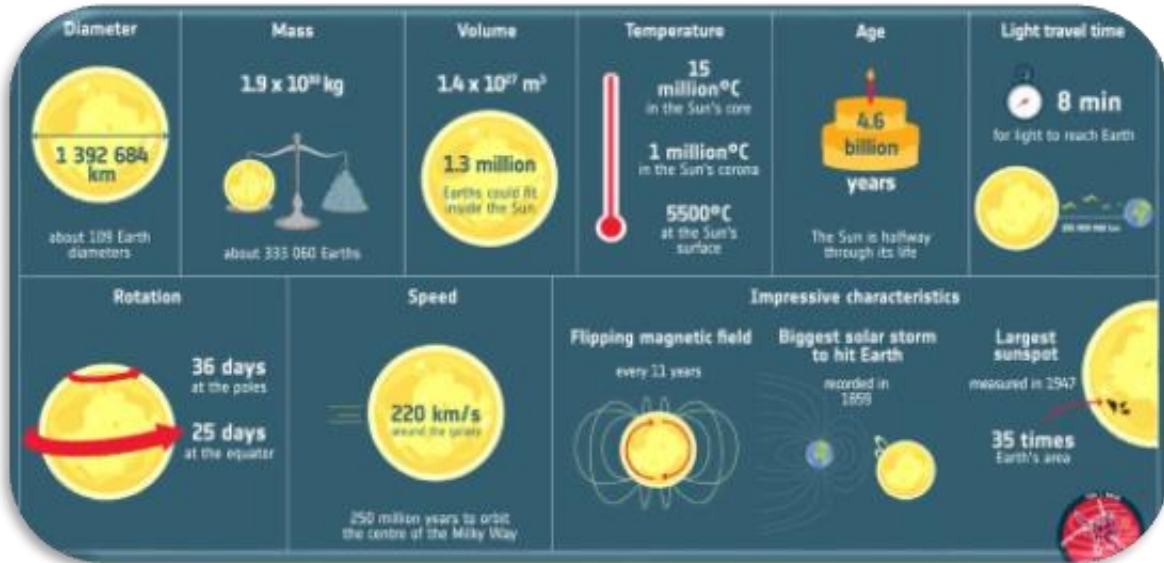 Diameter
1 392 684
km
about 109 Earth
diameters
Mass
1.9 x 10³⁰ kg
about 333 060 Earths
Volume
1.4 x 10²⁷ m³
1.3 million
Earths could fit
inside the Sun
Temperature
15
million°C
in the Sun's core
1 million°C
in the Sun's corona
5500°C
at the Sun's
surface
Age
4.6
billion
years
The Sun is halfway
through its life
Light travel time
8 min
for light to reach Earth
Rotation
36 days
at the poles
25 days
at the equator
Speed
220 km/s
around the galaxy
250 million years to orbit
the centre of the Milky Way
Impressive characteristics
Flipping magnetic field
every 11 years
Biggest solar storm
to hit Earth
recorded in
1859
Largest
sunspot
measured in 1947
35 times
Earth's area